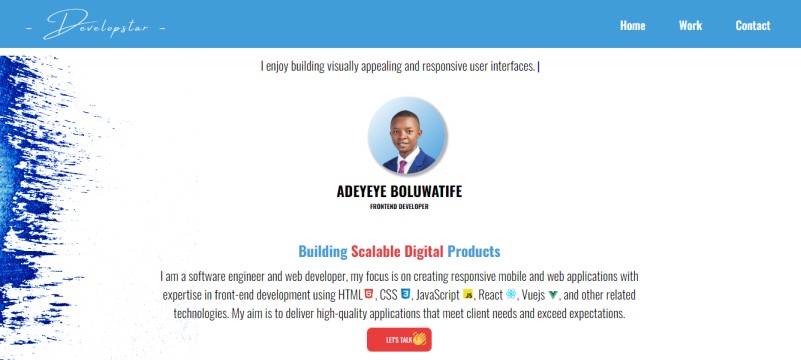 - Developstar -
Home Work Contact
I enjoy building visually appealing and responsive user interfaces. |
ADEYEYE BOLUWATIFE
FRONTEND DEVELOPER
Building Scalable Digital Products
I am a software engineer and web developer, my focus is on creating responsive mobile and web applications with
expertise in front-end development using HTML, CSS, JavaScript JS, React, Vuejs, and other related
technologies. My aim is to deliver high-quality applications that meet client needs and exceed expectations.
LET'S TALK